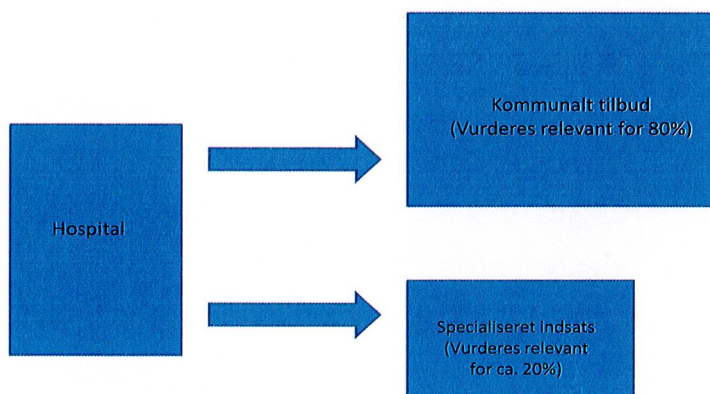 Kommunalt tilbud
(Vurderes relevant for 80%)
Hospital
Specialiseret indsats
(Vurderes relevant
for ca. 20%)